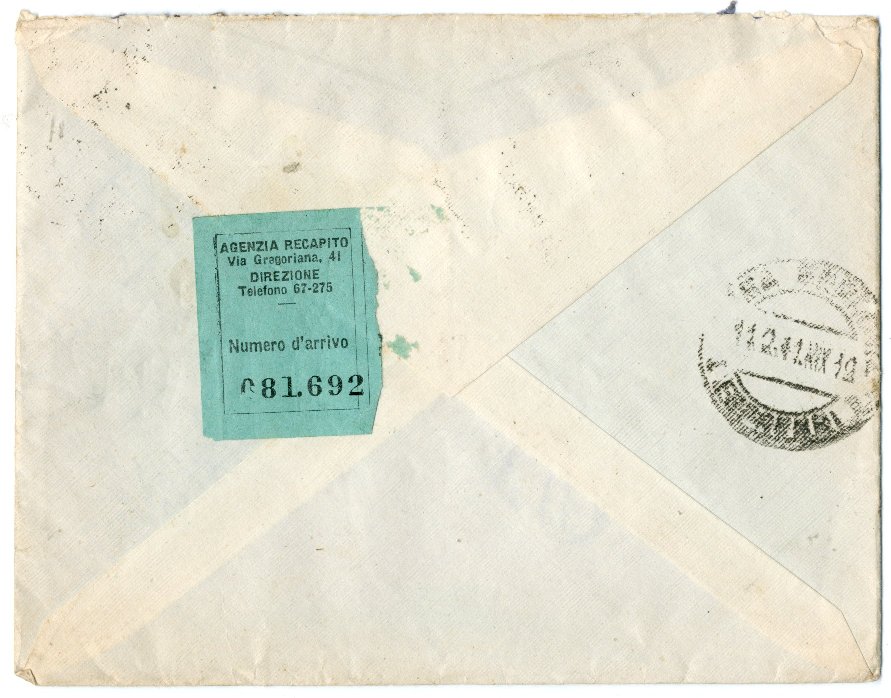 AGENZIA RECAPITO
Via Gregoriana, 41
DIREZIONE
Telefono 67-275
Numero d'arrivo
081.692